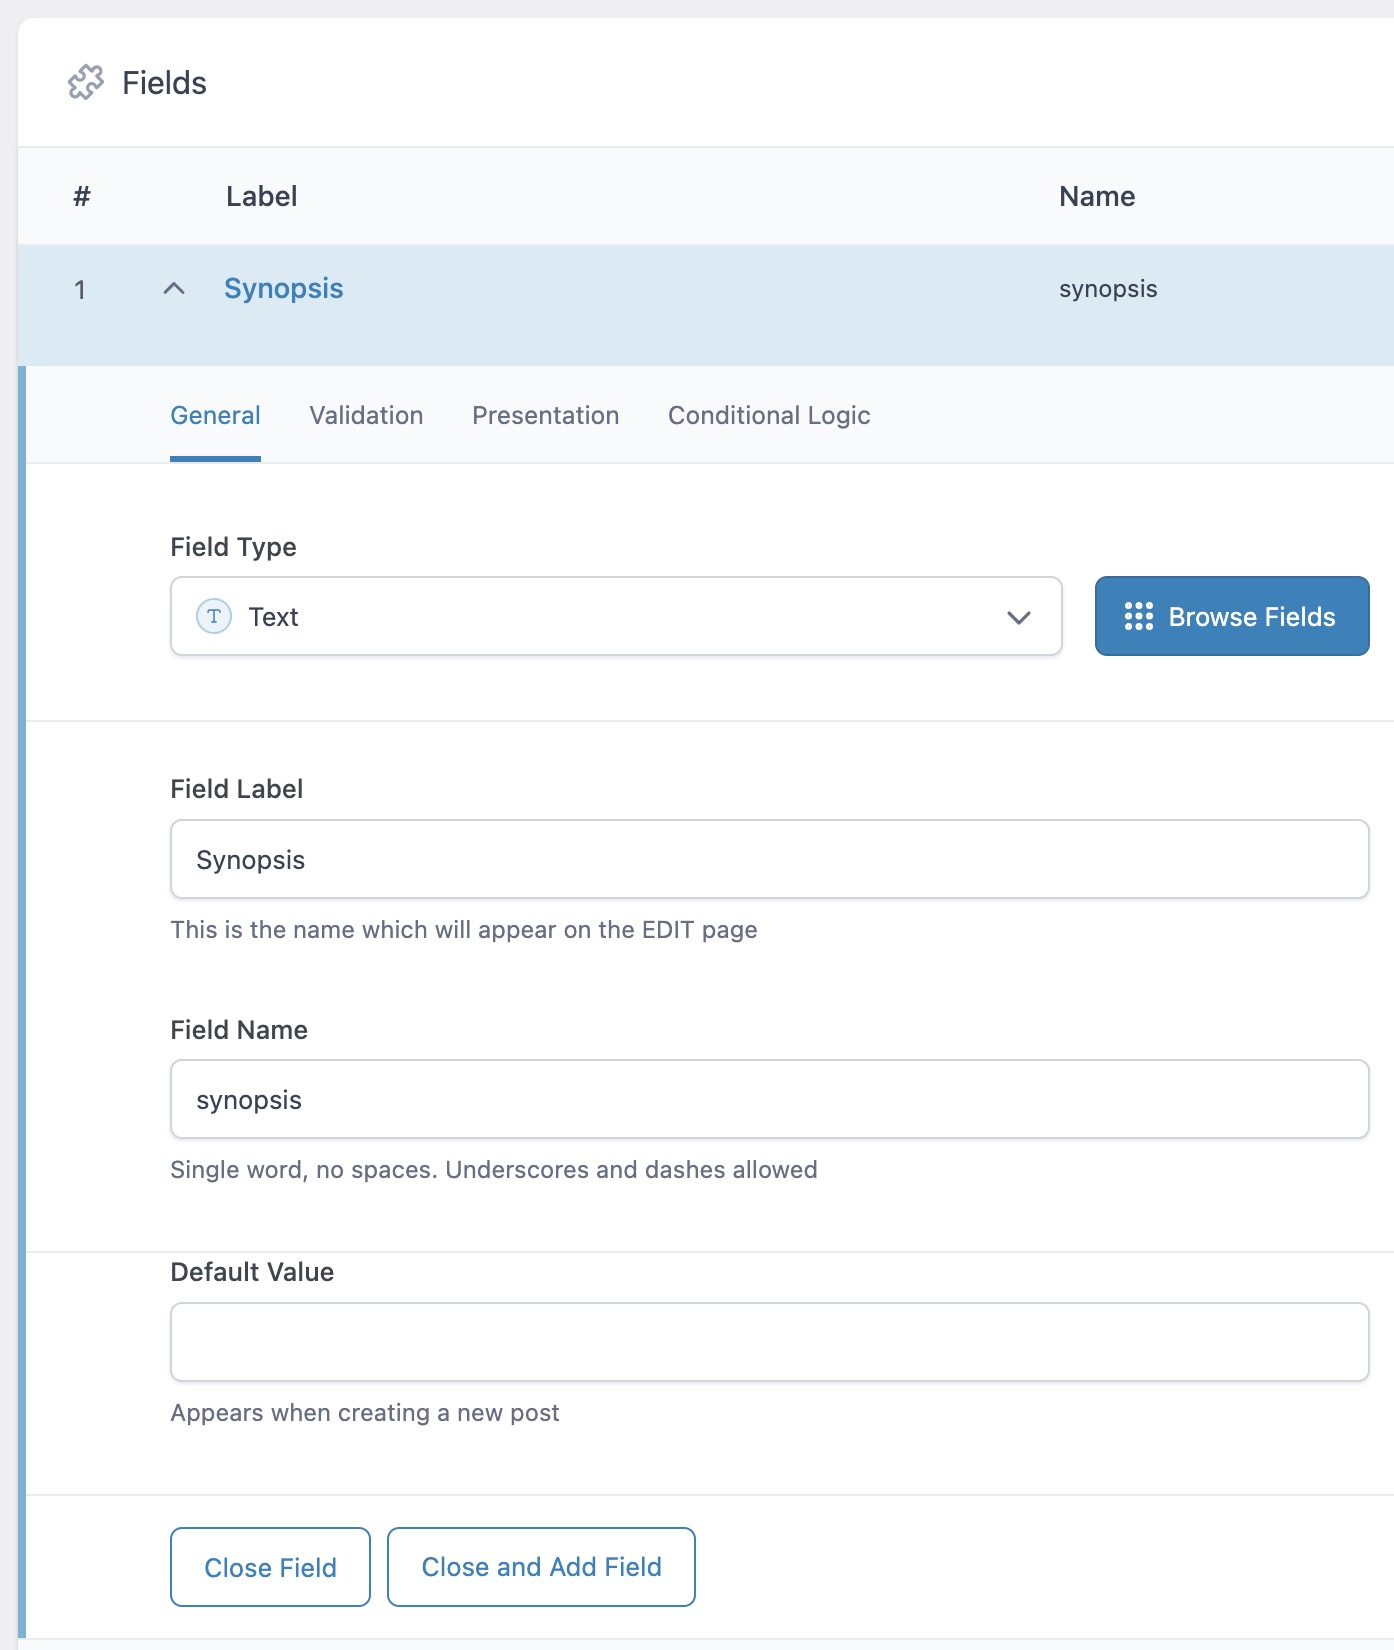 Fields
# Label Name
1 Synopsis synopsis
General Validation Presentation Conditional Logic
Field Type
T Text Browse Fields
Field Label
Synopsis
This is the name which will appear on the EDIT page
Field Name
synopsis
Single word, no spaces. Underscores and dashes allowed
Default Value
Appears when creating a new post
Close Field Close and Add Field